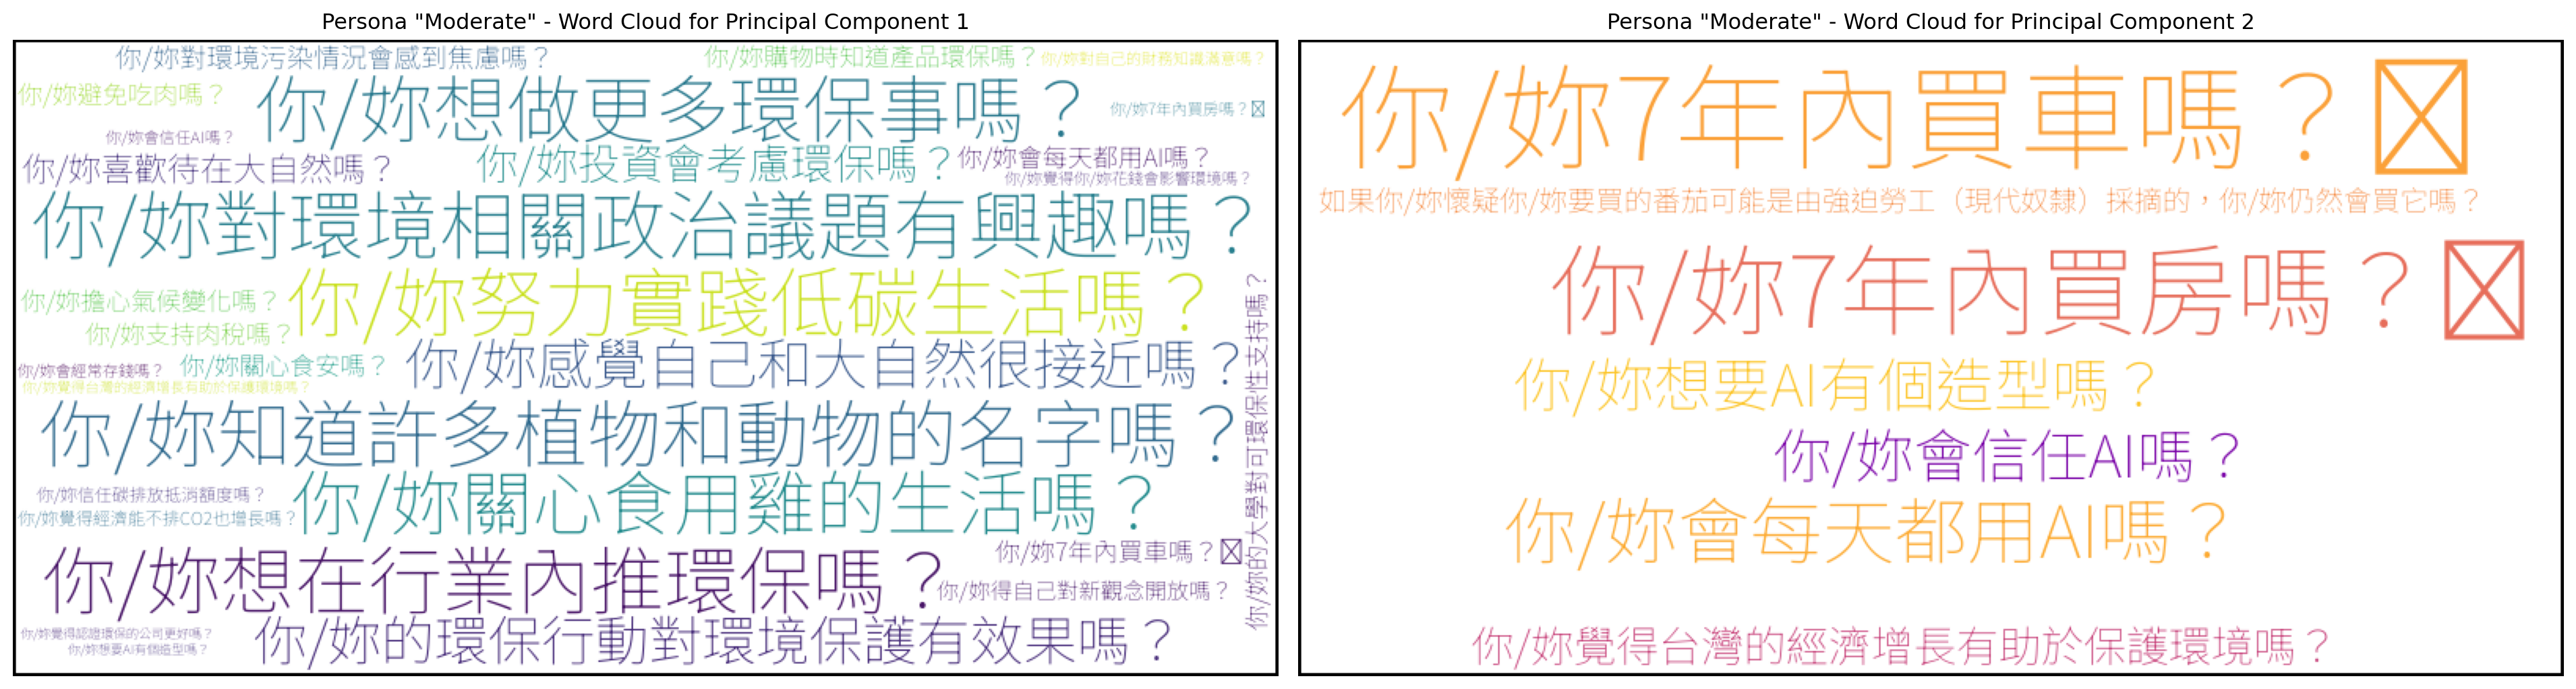 Persona "Moderate" - Word Cloud for Principal Component 1
你/妳對環境污染情況會感到焦慮嗎？
你/妳購物時知道產品環保嗎？
你/妳對自己的財務知識滿意嗎？
你/妳避免吃肉嗎？
你/妳想做更多環保事嗎？
你/妳7年內買房嗎？
你/妳會信任AI嗎？
你/妳喜歡待在大自然嗎？
你/妳投資會考慮環保嗎？
你/妳會每天都用AI嗎？
你/妳覺得你/妳花錢會影響環境嗎？
你/妳對環境相關政治議題有興趣嗎？
你/妳擔心氣候變化嗎？
你/妳努力實踐低碳生活嗎？
你/妳支持肉稅嗎？
你/妳會經常存錢嗎？
你/妳關心食安嗎？
你/妳感覺自己和大自然很接近嗎？
你/妳覺得台灣的經濟增長有助於保護環境嗎？
你/妳的大學對可環保性支持嗎？
你/妳知道許多植物和動物的名字嗎？
你/妳信任碳排放抵消額度嗎？
你/妳關心食用雞的生活嗎？
你/妳覺得經濟能不排CO2也增長嗎？
你/妳想在行業內推環保嗎？
你/妳7年內買車嗎？
你/妳得自己對新觀念開放嗎？
你/妳覺得認證環保的公司更好嗎？
你/妳想要AI有個造型嗎？
你/妳的環保行動對環境保護有效果嗎？
Persona "Moderate" - Word Cloud for Principal Component 2
你/妳7年內買車嗎？
如果你/妳懷疑你/妳要買的番茄可能是由強迫勞工（現代奴隸）採摘的，你/妳仍然會買它嗎？
你/妳7年內買房嗎？
你/妳想要AI有個造型嗎？
你/妳會信任AI嗎？
你/妳會每天都用AI嗎？
你/妳覺得台灣的經濟增長有助於保護環境嗎？